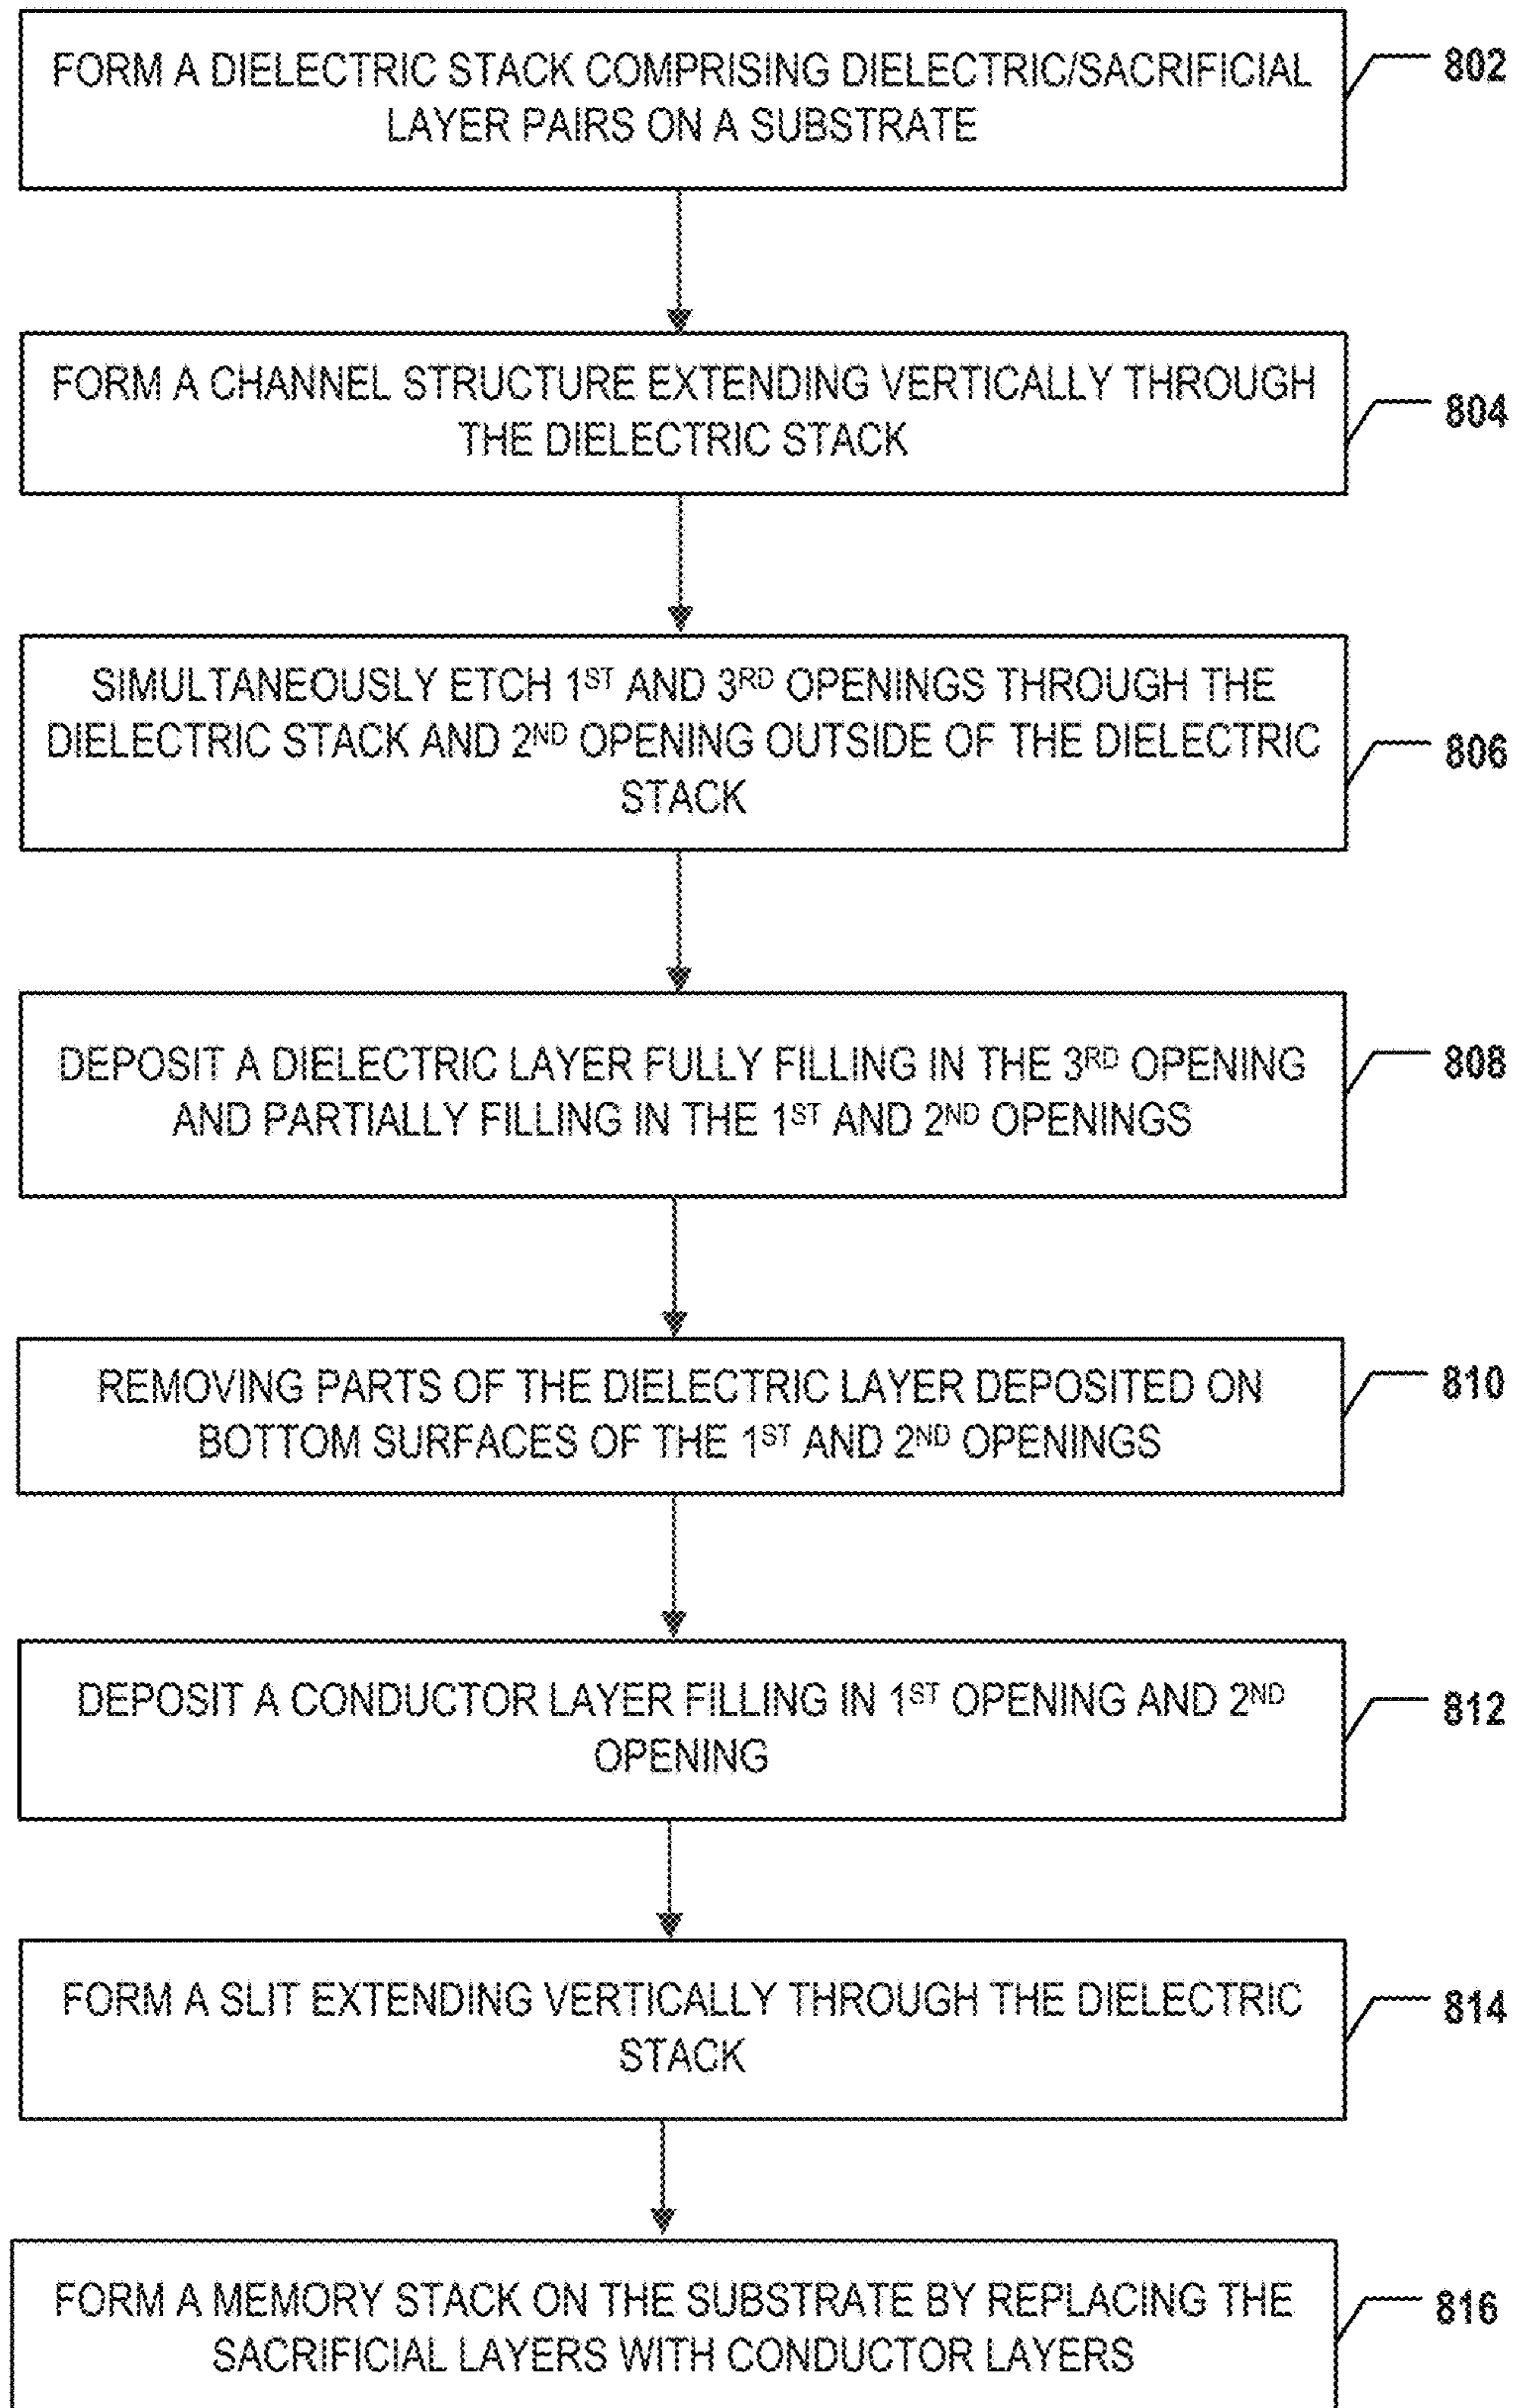 FORM A DIELECTRIC STACK COMPRISING DIELECTRIC/SACRIFICIAL
LAYER PAIRS ON A SUBSTRATE
802
FORM A CHANNEL STRUCTURE EXTENDING VERTICALLY THROUGH
THE DIELECTRIC STACK
804
SIMULTANEOUSLY ETCH 1ST AND 3RD OPENINGS THROUGH THE
DIELECTRIC STACK AND 2ND OPENING OUTSIDE OF THE DIELECTRIC
STACK
806
DEPOSIT A DIELECTRIC LAYER FULLY FILLING IN THE 3RD OPENING
AND PARTIALLY FILLING IN THE 1ST AND 2ND OPENINGS
808
REMOVING PARTS OF THE DIELECTRIC LAYER DEPOSITED ON
BOTTOM SURFACES OF THE 1ST AND 2ND OPENINGS
810
DEPOSIT A CONDUCTOR LAYER FILLING IN 1ST OPENING AND 2ND
OPENING
812
FORM A SLIT EXTENDING VERTICALLY THROUGH THE DIELECTRIC
STACK
814
FORM A MEMORY STACK ON THE SUBSTRATE BY REPLACING THE
SACRIFICIAL LAYERS WITH CONDUCTOR LAYERS
816